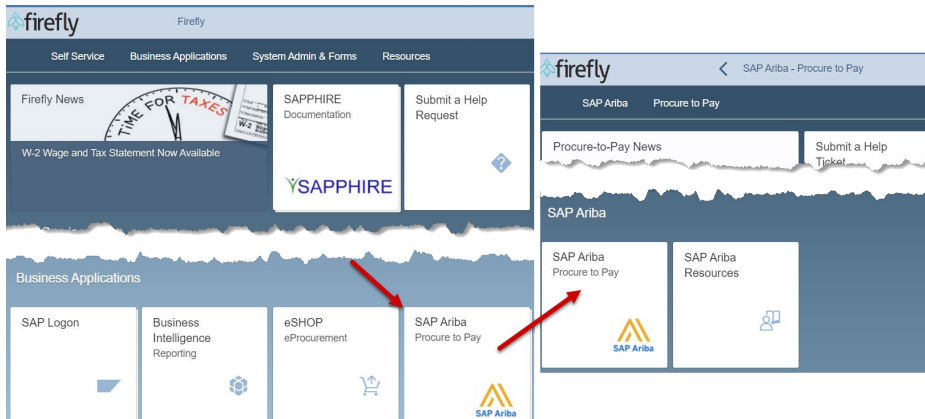 firefly
Firefly
Self Service
Business Applications
System Admin & Forms
Resources
Firefly News
TIME FOR TAXES
W-2
W-2 Wage and Tax Statement Now Available
SAPPHIRE
Documentation
SAPPHIRE
Submit a Help
Request
?
Business Applications
SAP Logon
Business
Intelligence
Reporting
eSHOP
eProcurement
SAP Ariba
Procure to Pay
SAP Ariba
firefly
SAP Ariba - Procure to Pay
SAP Ariba
Procure to Pay
Procure-to-Pay News
Submit a Help
Ticket
SAP Ariba
SAP Ariba
Procure to Pay
SAP Ariba
SAP Ariba
Resources